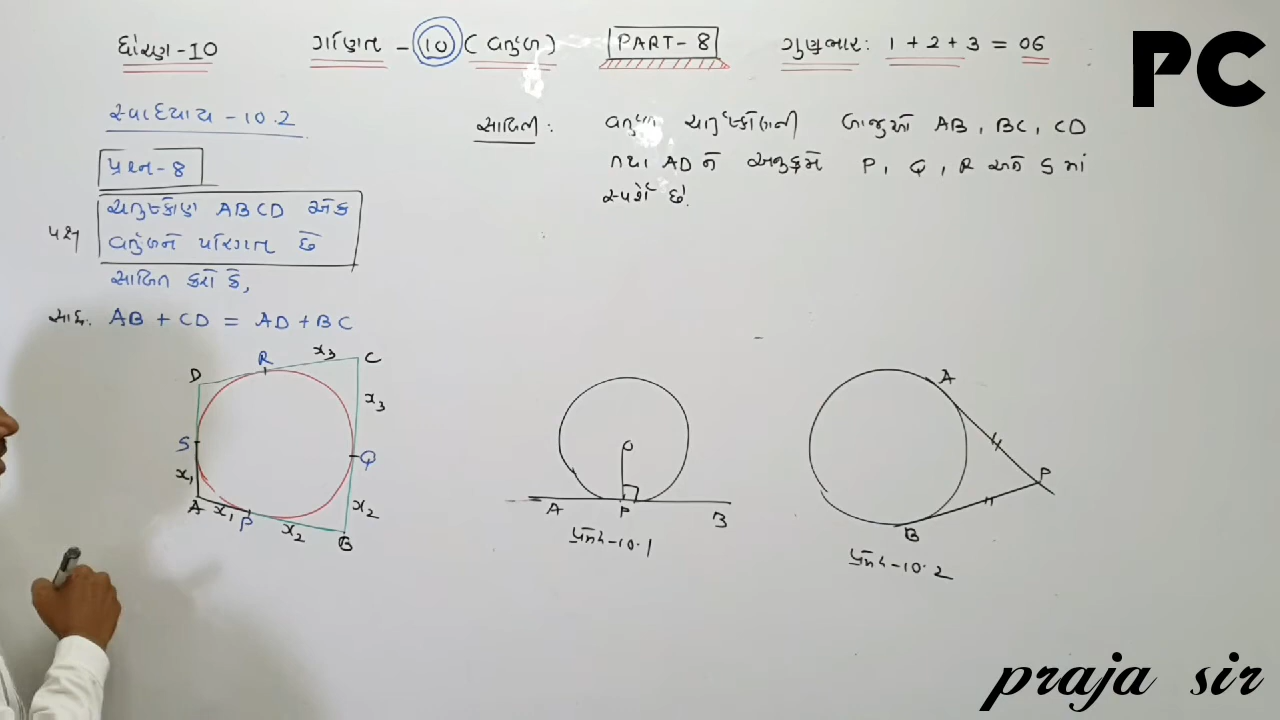 ધોરણ-10
ગણિત - 10 ( વર્તુળ )
PART-8
ગુણભાર: 1 + 2 + 3 = 06
PC
સ્વાધ્યાય - 10.2
પ્રશ્ન-8
ચતુષ્કોણ ABCD એક
પક્ષ
વર્તુળને પરિગત છે
સાબિત કરો કે,
સા.ધ. AB + CD = AD + BC
સાબિતી:
વર્તુળ ચતુષ્કોણની બાજુઓ AB, BC, CD
તથા AD ને અનુક્રમે P, Q, R અને S માં
સ્પર્શે છે.
D R x3 C
x3
S Q
x1 x2
A x1 P x2 B
O
A P B
પ્રમેય-10.1
A
P
B
પ્રમેય-10.2
praja sir